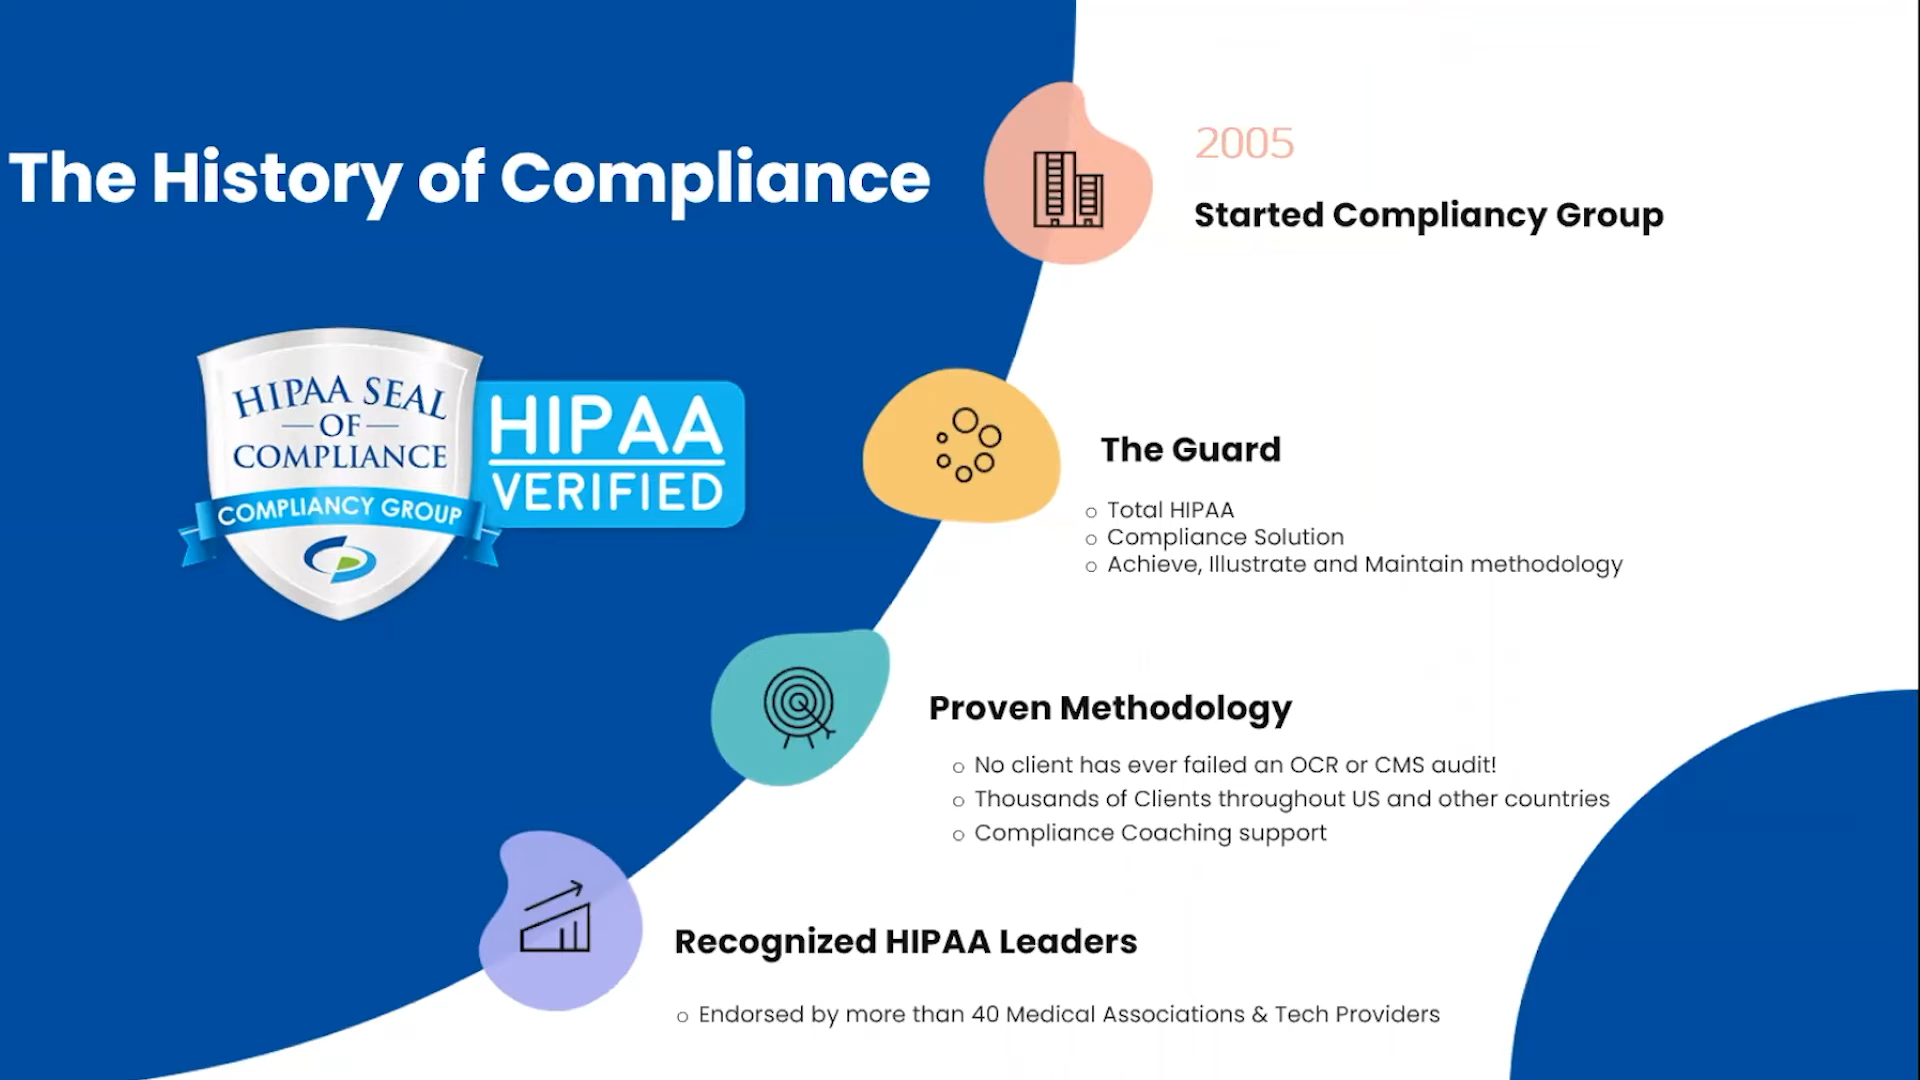 The History of Compliance
HIPAA SEAL
OF
COMPLIANCE
COMPLIANCY GROUP
HIPAA
VERIFIED
2005
Started Compliancy Group
The Guard
Total HIPAA
Compliance Solution
Achieve, Illustrate and Maintain methodology
Proven Methodology
No client has ever failed an OCR or CMS audit!
Thousands of Clients throughout US and other countries
Compliance Coaching support
Recognized HIPAA Leaders
Endorsed by more than 40 Medical Associations & Tech Providers